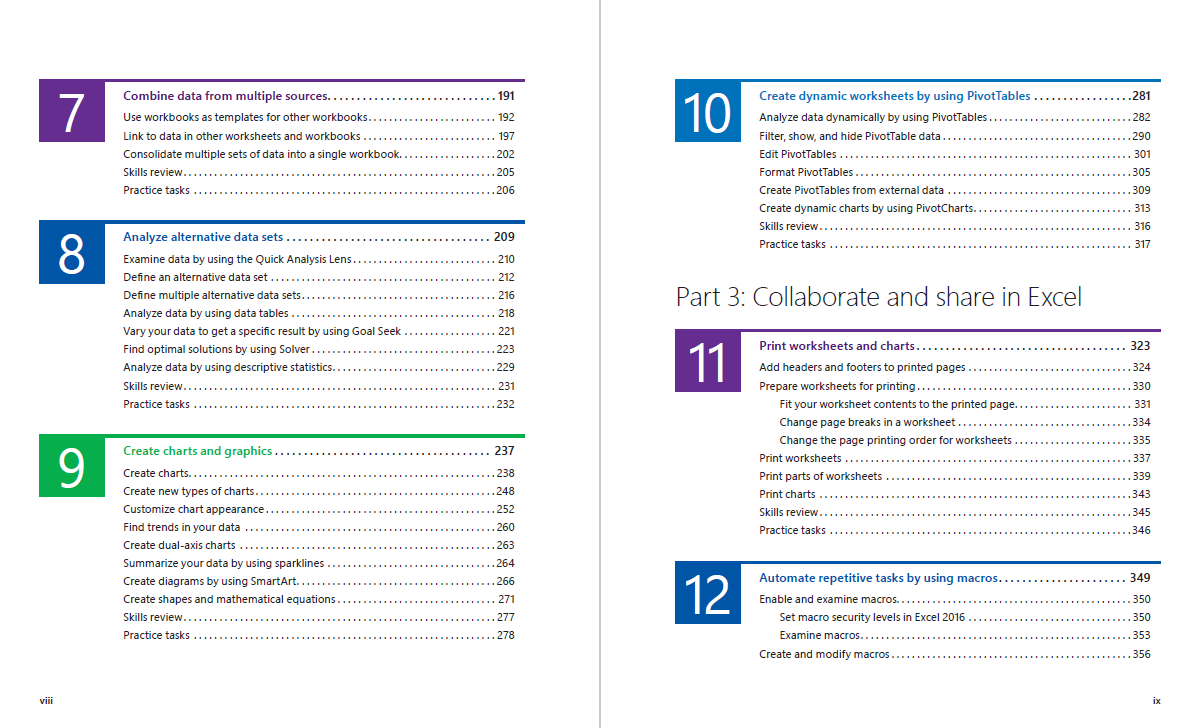 7
Combine data from multiple sources. . . . . . . . . . . . . . . . . . . . . . . . . . . . 191
Use workbooks as templates for other workbooks. . . . . . . . . . . . . . . . . . . . . . . 192
Link to data in other worksheets and workbooks . . . . . . . . . . . . . . . . . . . . . . . 197
Consolidate multiple sets of data into a single workbook. . . . . . . . . . . . . . . . . 202
Skills review. . . . . . . . . . . . . . . . . . . . . . . . . . . . . . . . . . . . . . . . . . 205
Practice tasks . . . . . . . . . . . . . . . . . . . . . . . . . . . . . . . . . . . . . . . . . 206
8
Analyze alternative data sets . . . . . . . . . . . . . . . . . . . . . . . . . . . . . . . . . . 209
Examine data by using the Quick Analysis Lens. . . . . . . . . . . . . . . . . . . . . . . . 210
Define an alternative data set . . . . . . . . . . . . . . . . . . . . . . . . . . . . . . . . . 212
Define multiple alternative data sets. . . . . . . . . . . . . . . . . . . . . . . . . . . . . . 216
Analyze data by using data tables . . . . . . . . . . . . . . . . . . . . . . . . . . . . . . . 218
Vary your data to get a specific result by using Goal Seek . . . . . . . . . . . . . . . . . 221
Find optimal solutions by using Solver . . . . . . . . . . . . . . . . . . . . . . . . . . . . 223
Analyze data by using descriptive statistics. . . . . . . . . . . . . . . . . . . . . . . . . . 229
Skills review. . . . . . . . . . . . . . . . . . . . . . . . . . . . . . . . . . . . . . . . . . 231
Practice tasks . . . . . . . . . . . . . . . . . . . . . . . . . . . . . . . . . . . . . . . . . 232
9
Create charts and graphics . . . . . . . . . . . . . . . . . . . . . . . . . . . . . . . . . . . . 237
Create charts. . . . . . . . . . . . . . . . . . . . . . . . . . . . . . . . . . . . . . . . . . 238
Create new types of charts. . . . . . . . . . . . . . . . . . . . . . . . . . . . . . . . . . . 248
Customize chart appearance . . . . . . . . . . . . . . . . . . . . . . . . . . . . . . . . . . 252
Find trends in your data . . . . . . . . . . . . . . . . . . . . . . . . . . . . . . . . . . . . 260
Create dual-axis charts . . . . . . . . . . . . . . . . . . . . . . . . . . . . . . . . . . . . . 263
Summarize your data by using sparklines . . . . . . . . . . . . . . . . . . . . . . . . . . . 264
Create diagrams by using SmartArt. . . . . . . . . . . . . . . . . . . . . . . . . . . . . . . 266
Create shapes and mathematical equations . . . . . . . . . . . . . . . . . . . . . . . . . . 271
Skills review. . . . . . . . . . . . . . . . . . . . . . . . . . . . . . . . . . . . . . . . . . 277
Practice tasks . . . . . . . . . . . . . . . . . . . . . . . . . . . . . . . . . . . . . . . . . 278
viii
10
Create dynamic worksheets by using PivotTables . . . . . . . . . . . . . . . . .281
Analyze data dynamically by using PivotTables . . . . . . . . . . . . . . . . . . . . . . . 282
Filter, show, and hide PivotTable data . . . . . . . . . . . . . . . . . . . . . . . . . . . . 290
Edit PivotTables . . . . . . . . . . . . . . . . . . . . . . . . . . . . . . . . . . . . . . . . 301
Format PivotTables . . . . . . . . . . . . . . . . . . . . . . . . . . . . . . . . . . . . . . . 305
Create PivotTables from external data . . . . . . . . . . . . . . . . . . . . . . . . . . . . 309
Create dynamic charts by using PivotCharts. . . . . . . . . . . . . . . . . . . . . . . . . . 313
Skills review. . . . . . . . . . . . . . . . . . . . . . . . . . . . . . . . . . . . . . . . . . 316
Practice tasks . . . . . . . . . . . . . . . . . . . . . . . . . . . . . . . . . . . . . . . . . 317
Part 3: Collaborate and share in Excel
11
Print worksheets and charts . . . . . . . . . . . . . . . . . . . . . . . . . . . . . . . . . . . 323
Add headers and footers to printed pages . . . . . . . . . . . . . . . . . . . . . . . . . . 324
Prepare worksheets for printing . . . . . . . . . . . . . . . . . . . . . . . . . . . . . . . . 330
Fit your worksheet contents to the printed page. . . . . . . . . . . . . . . . . . . 331
Change page breaks in a worksheet . . . . . . . . . . . . . . . . . . . . . . . . . . . 334
Change the page printing order for worksheets . . . . . . . . . . . . . . . . . . . 335
Print worksheets . . . . . . . . . . . . . . . . . . . . . . . . . . . . . . . . . . . . . . . . 337
Print parts of worksheets . . . . . . . . . . . . . . . . . . . . . . . . . . . . . . . . . . . 339
Print charts . . . . . . . . . . . . . . . . . . . . . . . . . . . . . . . . . . . . . . . . . . . 343
Skills review. . . . . . . . . . . . . . . . . . . . . . . . . . . . . . . . . . . . . . . . . . 345
Practice tasks . . . . . . . . . . . . . . . . . . . . . . . . . . . . . . . . . . . . . . . . . 346
12
Automate repetitive tasks by using macros. . . . . . . . . . . . . . . . . . . . . . 349
Enable and examine macros. . . . . . . . . . . . . . . . . . . . . . . . . . . . . . . . . . . 350
Set macro security levels in Excel 2016 . . . . . . . . . . . . . . . . . . . . . . . . . 350
Examine macros. . . . . . . . . . . . . . . . . . . . . . . . . . . . . . . . . . . . . . . 353
Create and modify macros . . . . . . . . . . . . . . . . . . . . . . . . . . . . . . . . . . . 356
ix